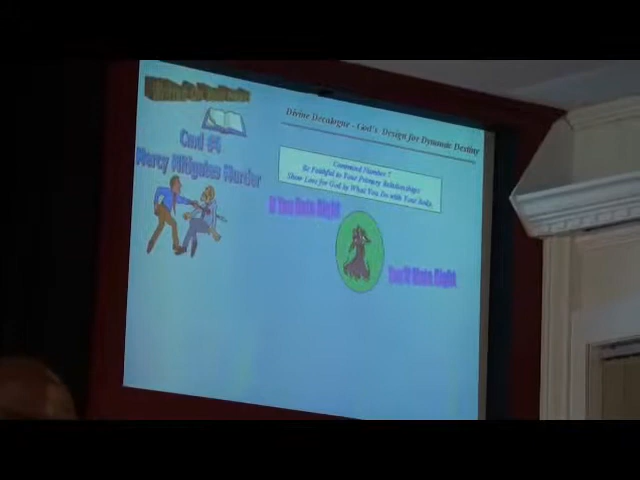 Divine Decalogue - God's Design for Dynamic Destiny
Cmd #6
Mercy Mitigates Murder
Command Number 7
Be Faithful to Your Primary Relationships
Show Love for God by What You Do with Your Body.
If You Date Right
You'll Mate Right